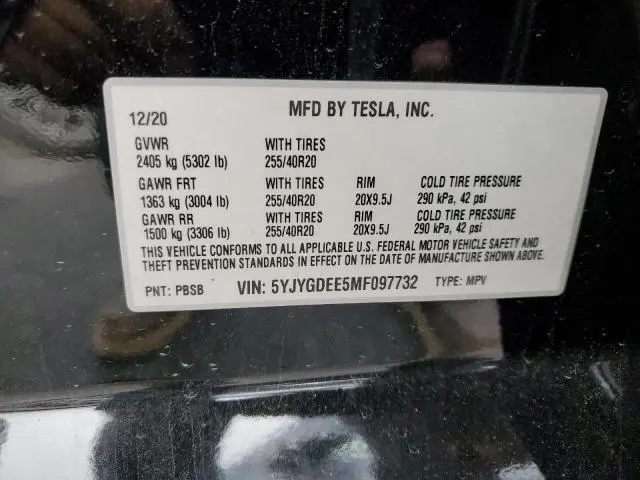 12/20 MFD BY TESLA, INC.
GVWR WITH TIRES
2405 kg (5302 lb) 255/40R20
GAWR FRT WITH TIRES RIM COLD TIRE PRESSURE
1363 kg (3004 lb) 255/40R20 20X9.5J 290 kPa, 42 psi
GAWR RR WITH TIRES RIM COLD TIRE PRESSURE
1500 kg (3306 lb) 255/40R20 20X9.5J 290 kPa, 42 psi
THIS VEHICLE CONFORMS TO ALL APPLICABLE U.S. FEDERAL MOTOR VEHICLE SAFETY AND
THEFT PREVENTION STANDARDS IN EFFECT ON THE DATE OF MANUFACTURE SHOWN ABOVE.
PNT: PBSB VIN: 5YJYGDEE5MF097732 TYPE: MPV